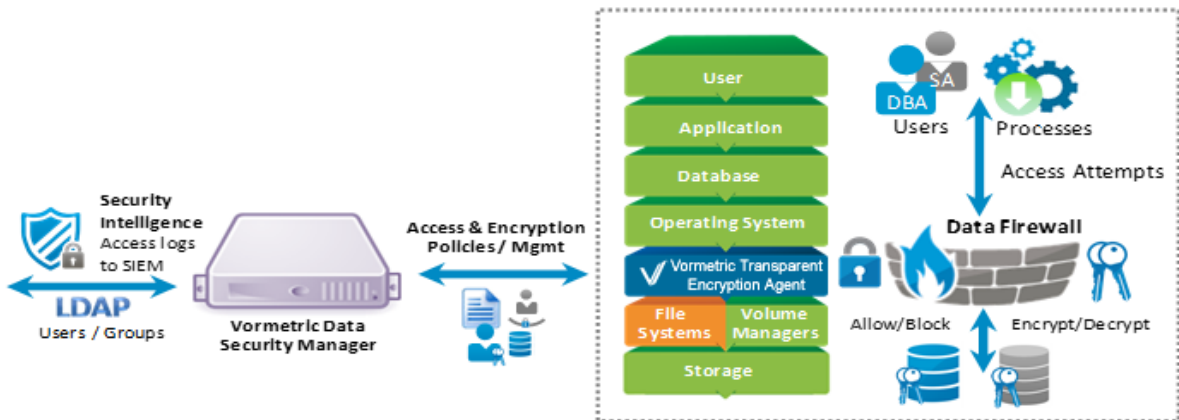 Security
Intelligence
Access logs
to SIEM
LDAP
Users / Groups
Vormetric Data
Security Manager
Access & Encryption
Policies / Mgmt
User
Application
Database
Operating System
Vormetric Transparent
Encryption Agent
File
Systems
Volume
Managers
Storage
SA
DBA
Users
Processes
Access Attempts
Data Firewall
Allow/Block
Encrypt/Decrypt